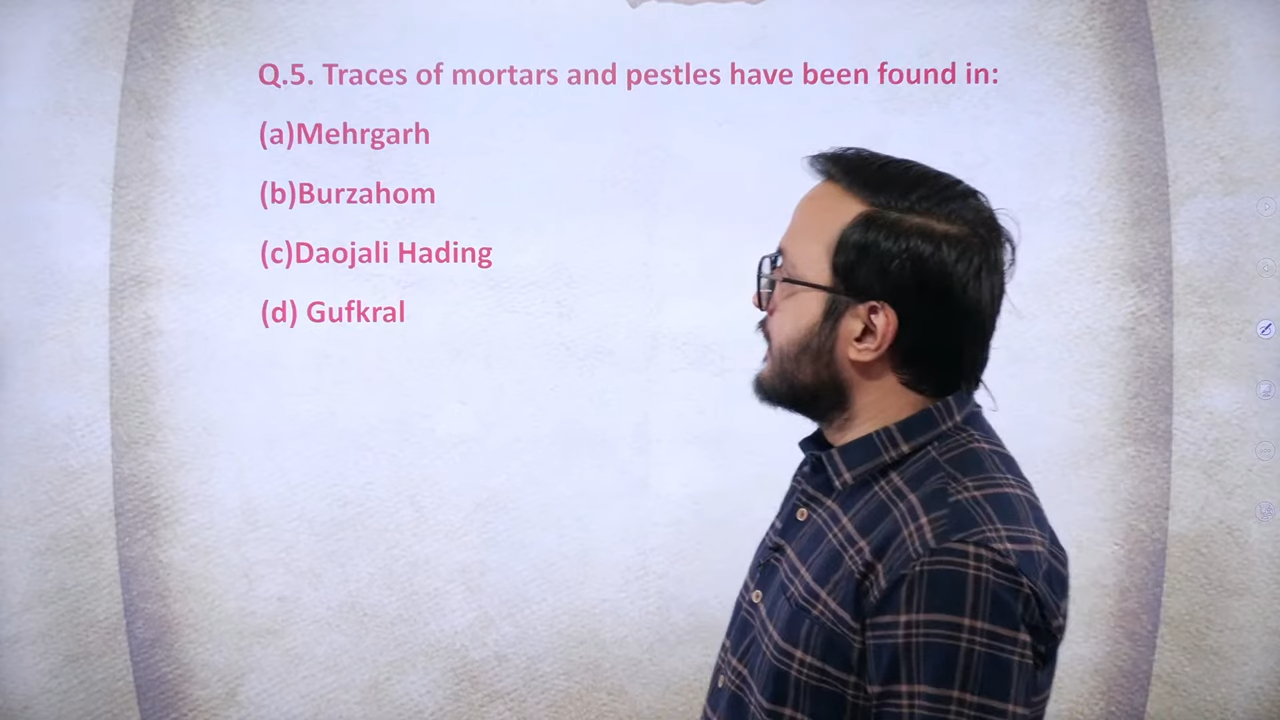 Q.5. Traces of mortars and pestles have been found in:
(a)Mehrgarh
(b)Burzahom
(c)Daojali Hading
(d) Gufkral